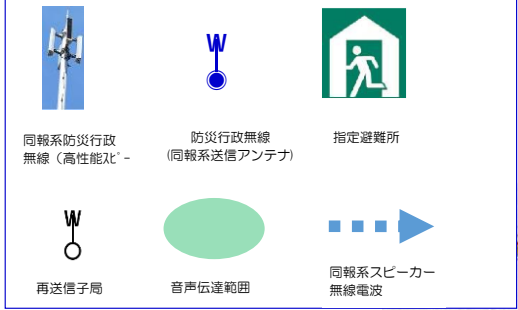 同報系防災行政
無線（高性能ｽﾋﾟｰ
防災行政無線
(同報系送信アンテナ)
指定避難所
再送信子局
音声伝達範囲
同報系スピーカー
無線電波